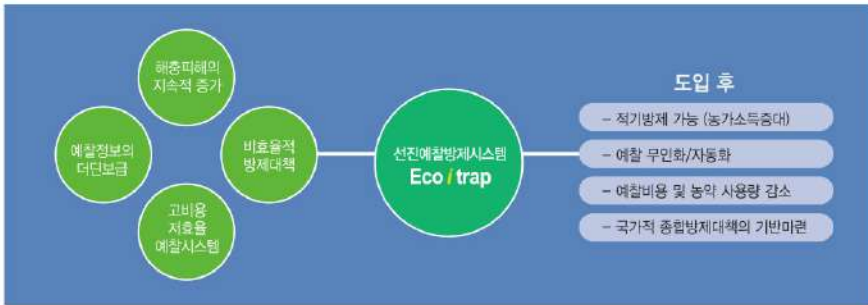 해충피해의
지속적 증가
예찰정보의
더딘보급
비효율적
방제대책
고비용
저효율
예찰시스템
선진예찰방제시스템
Eco i trap
도입 후
– 적기방제 가능 (농가소득증대)
– 예찰 무인화/자동화
– 예찰비용 및 농약 사용량 감소
– 국가적 종합방제대책의 기반마련